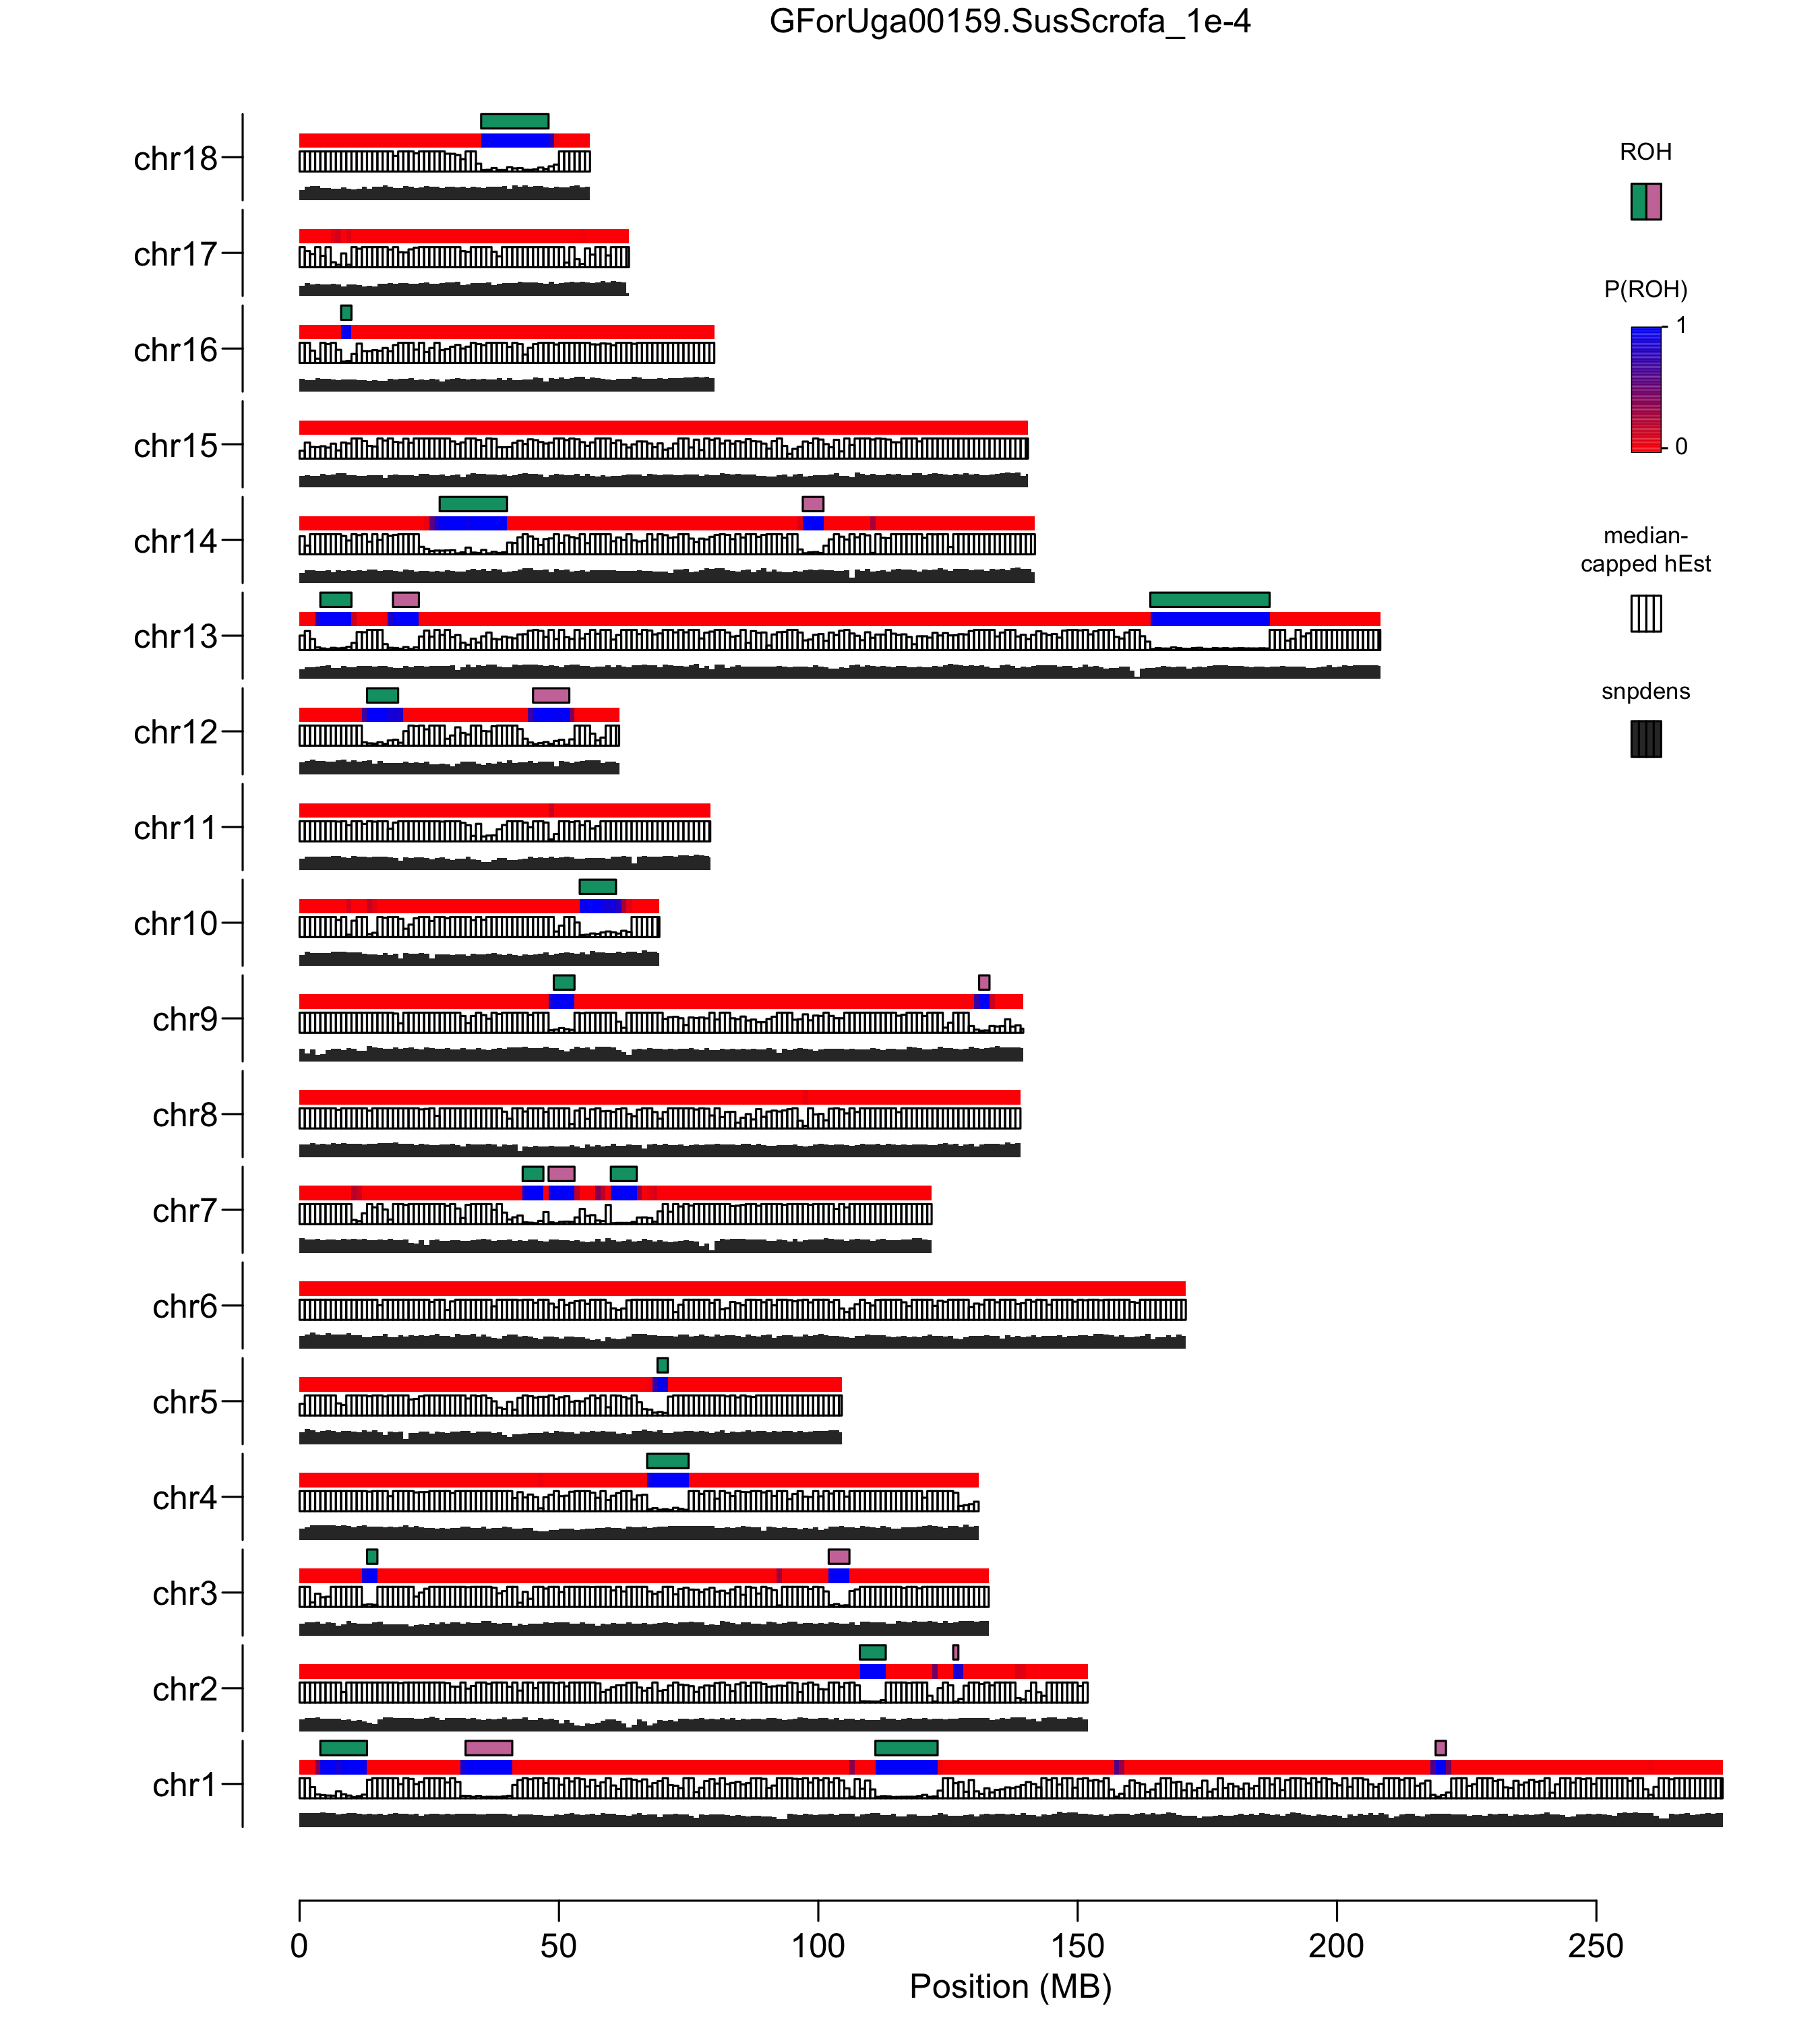 GForUga00159.SusScrofa_1e-4
chr18
chr17
chr16
chr15
chr14
chr13
chr12
chr11
chr10
chr9
chr8
chr7
chr6
chr5
chr4
chr3
chr2
chr1
ROH
P(ROH)
1
0
median-
capped hEst
snpdens
0 50 100 150 200 250
Position (MB)